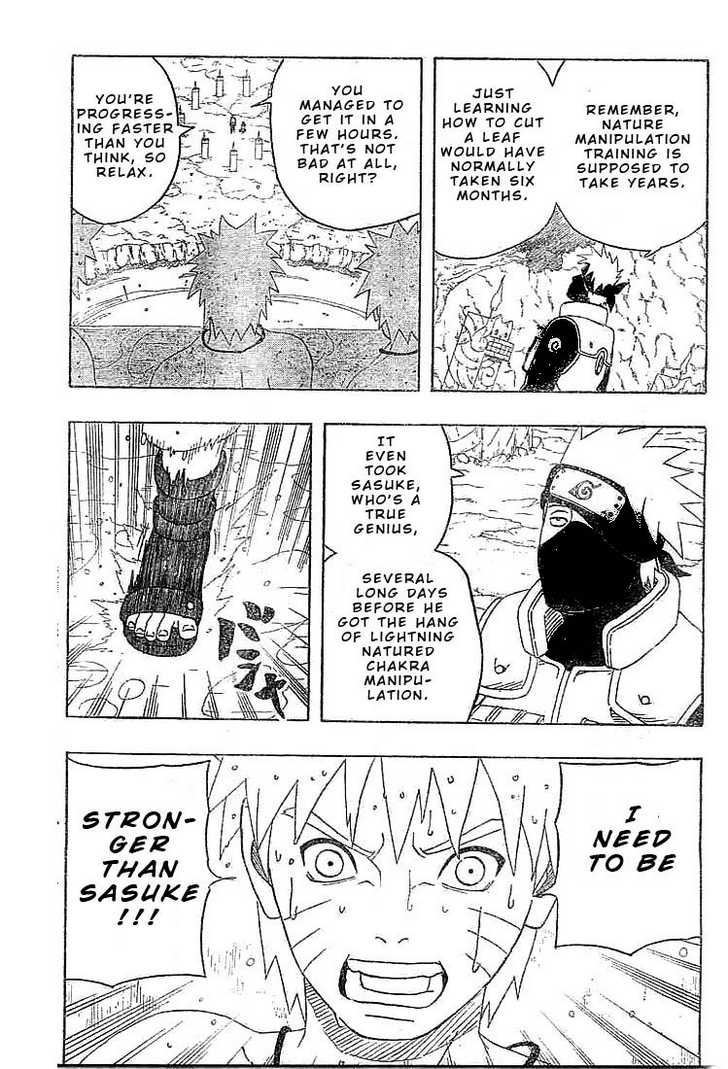 REMEMBER,
NATURE
MANIPULATION
TRAINING IS
SUPPOSED TO
TAKE YEARS.
JUST
LEARNING
HOW TO CUT
A LEAF
WOULD HAVE
NORMALLY
TAKEN SIX
MONTHS.
YOU
MANAGED TO
GET IT IN A
FEW HOURS.
THAT'S NOT
BAD AT ALL,
RIGHT?
YOU'RE
PROGRESS-
ING FASTER
THAN YOU
THINK, SO
RELAX.
IT
EVEN
TOOK
SASUKE,
WHO'S A
TRUE
GENIUS,
SEVERAL
LONG DAYS
BEFORE HE
GOT THE HANG
OF LIGHTNING
NATURED
CHAKRA
MANIPU-
LATION.
I
NEED
TO BE
STRON-
GER
THAN
SASUKE
!!!